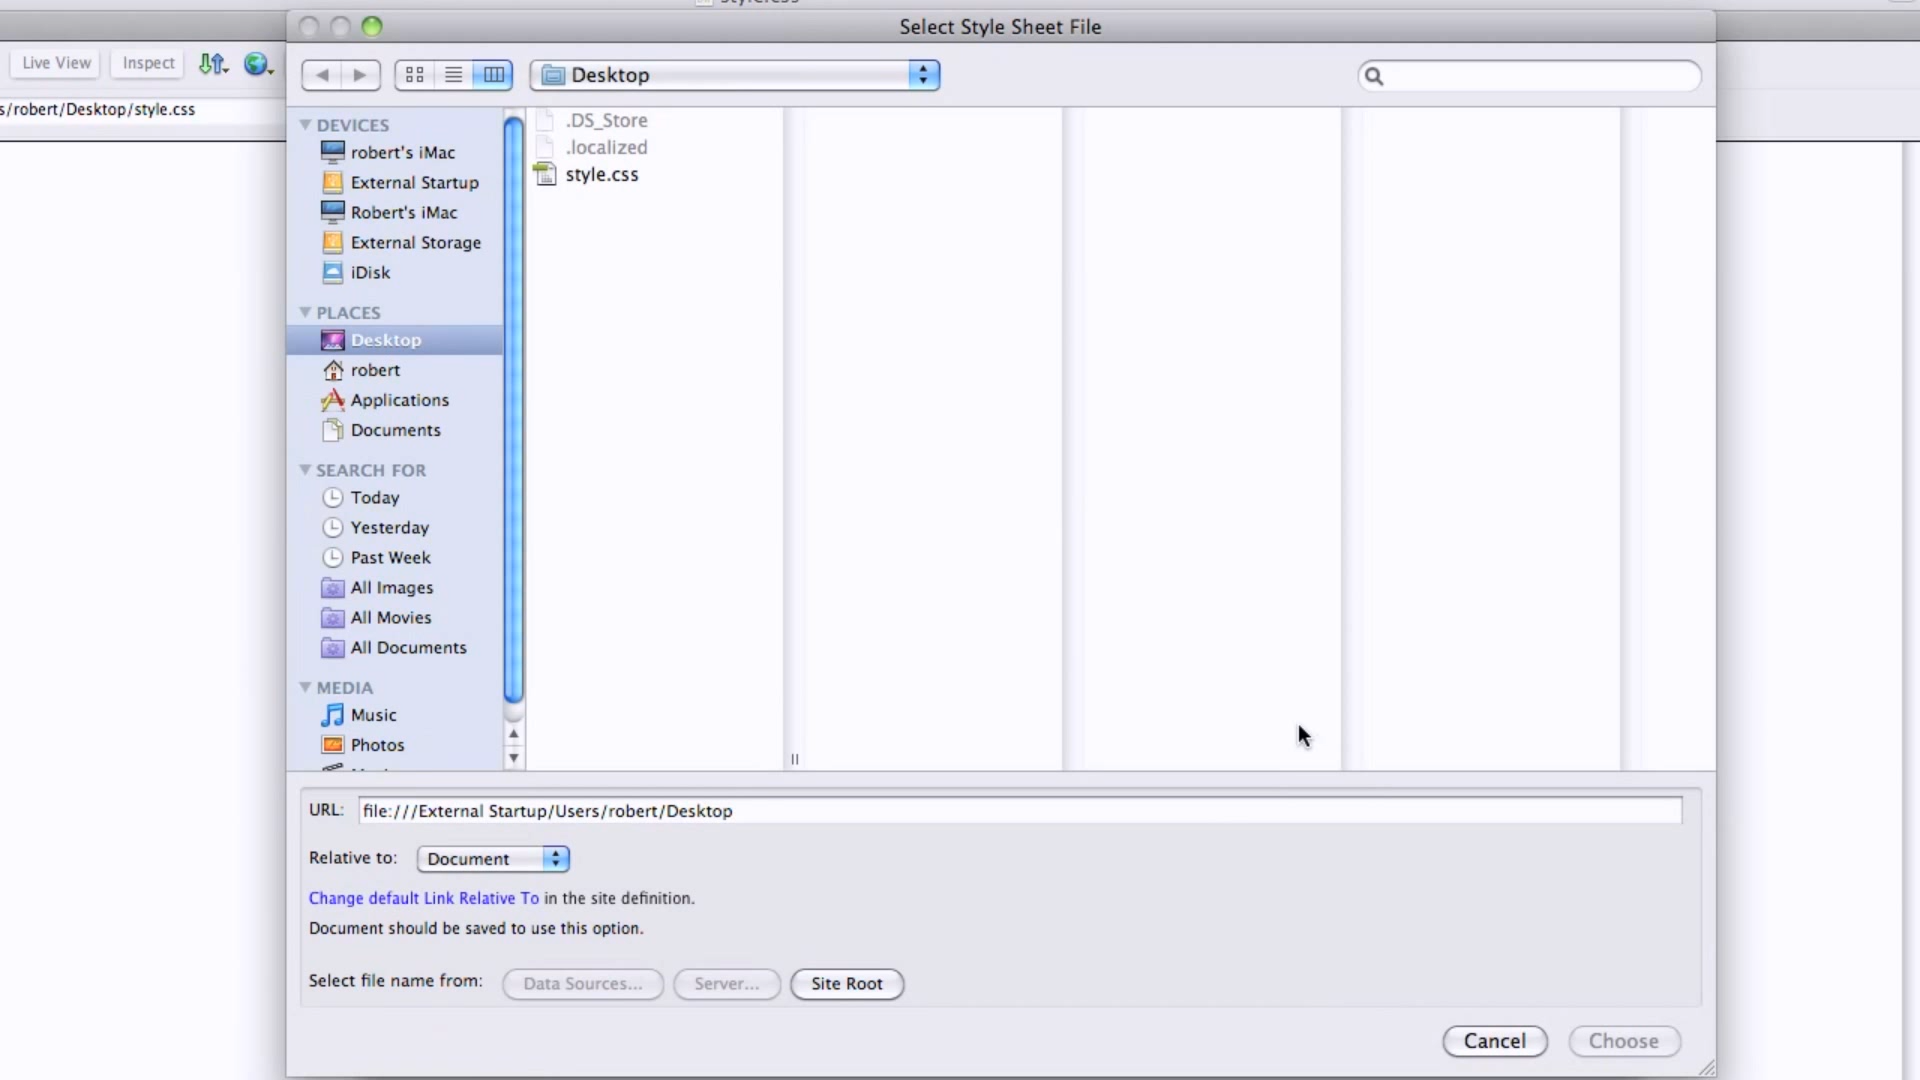 style.css
Select Style Sheet File
Live View
Inspect
Desktop
s/robert/Desktop/style.css
DEVICES
robert's iMac
External Startup
Robert's iMac
External Storage
iDisk
PLACES
Desktop
robert
Applications
Documents
SEARCH FOR
Today
Yesterday
Past Week
All Images
All Movies
All Documents
MEDIA
Music
Photos
.DS_Store
.localized
style.css
URL: file:///External Startup/Users/robert/Desktop
Relative to: Document
Change default Link Relative To in the site definition.
Document should be saved to use this option.
Select file name from: Data Sources... Server... Site Root
Cancel
Choose